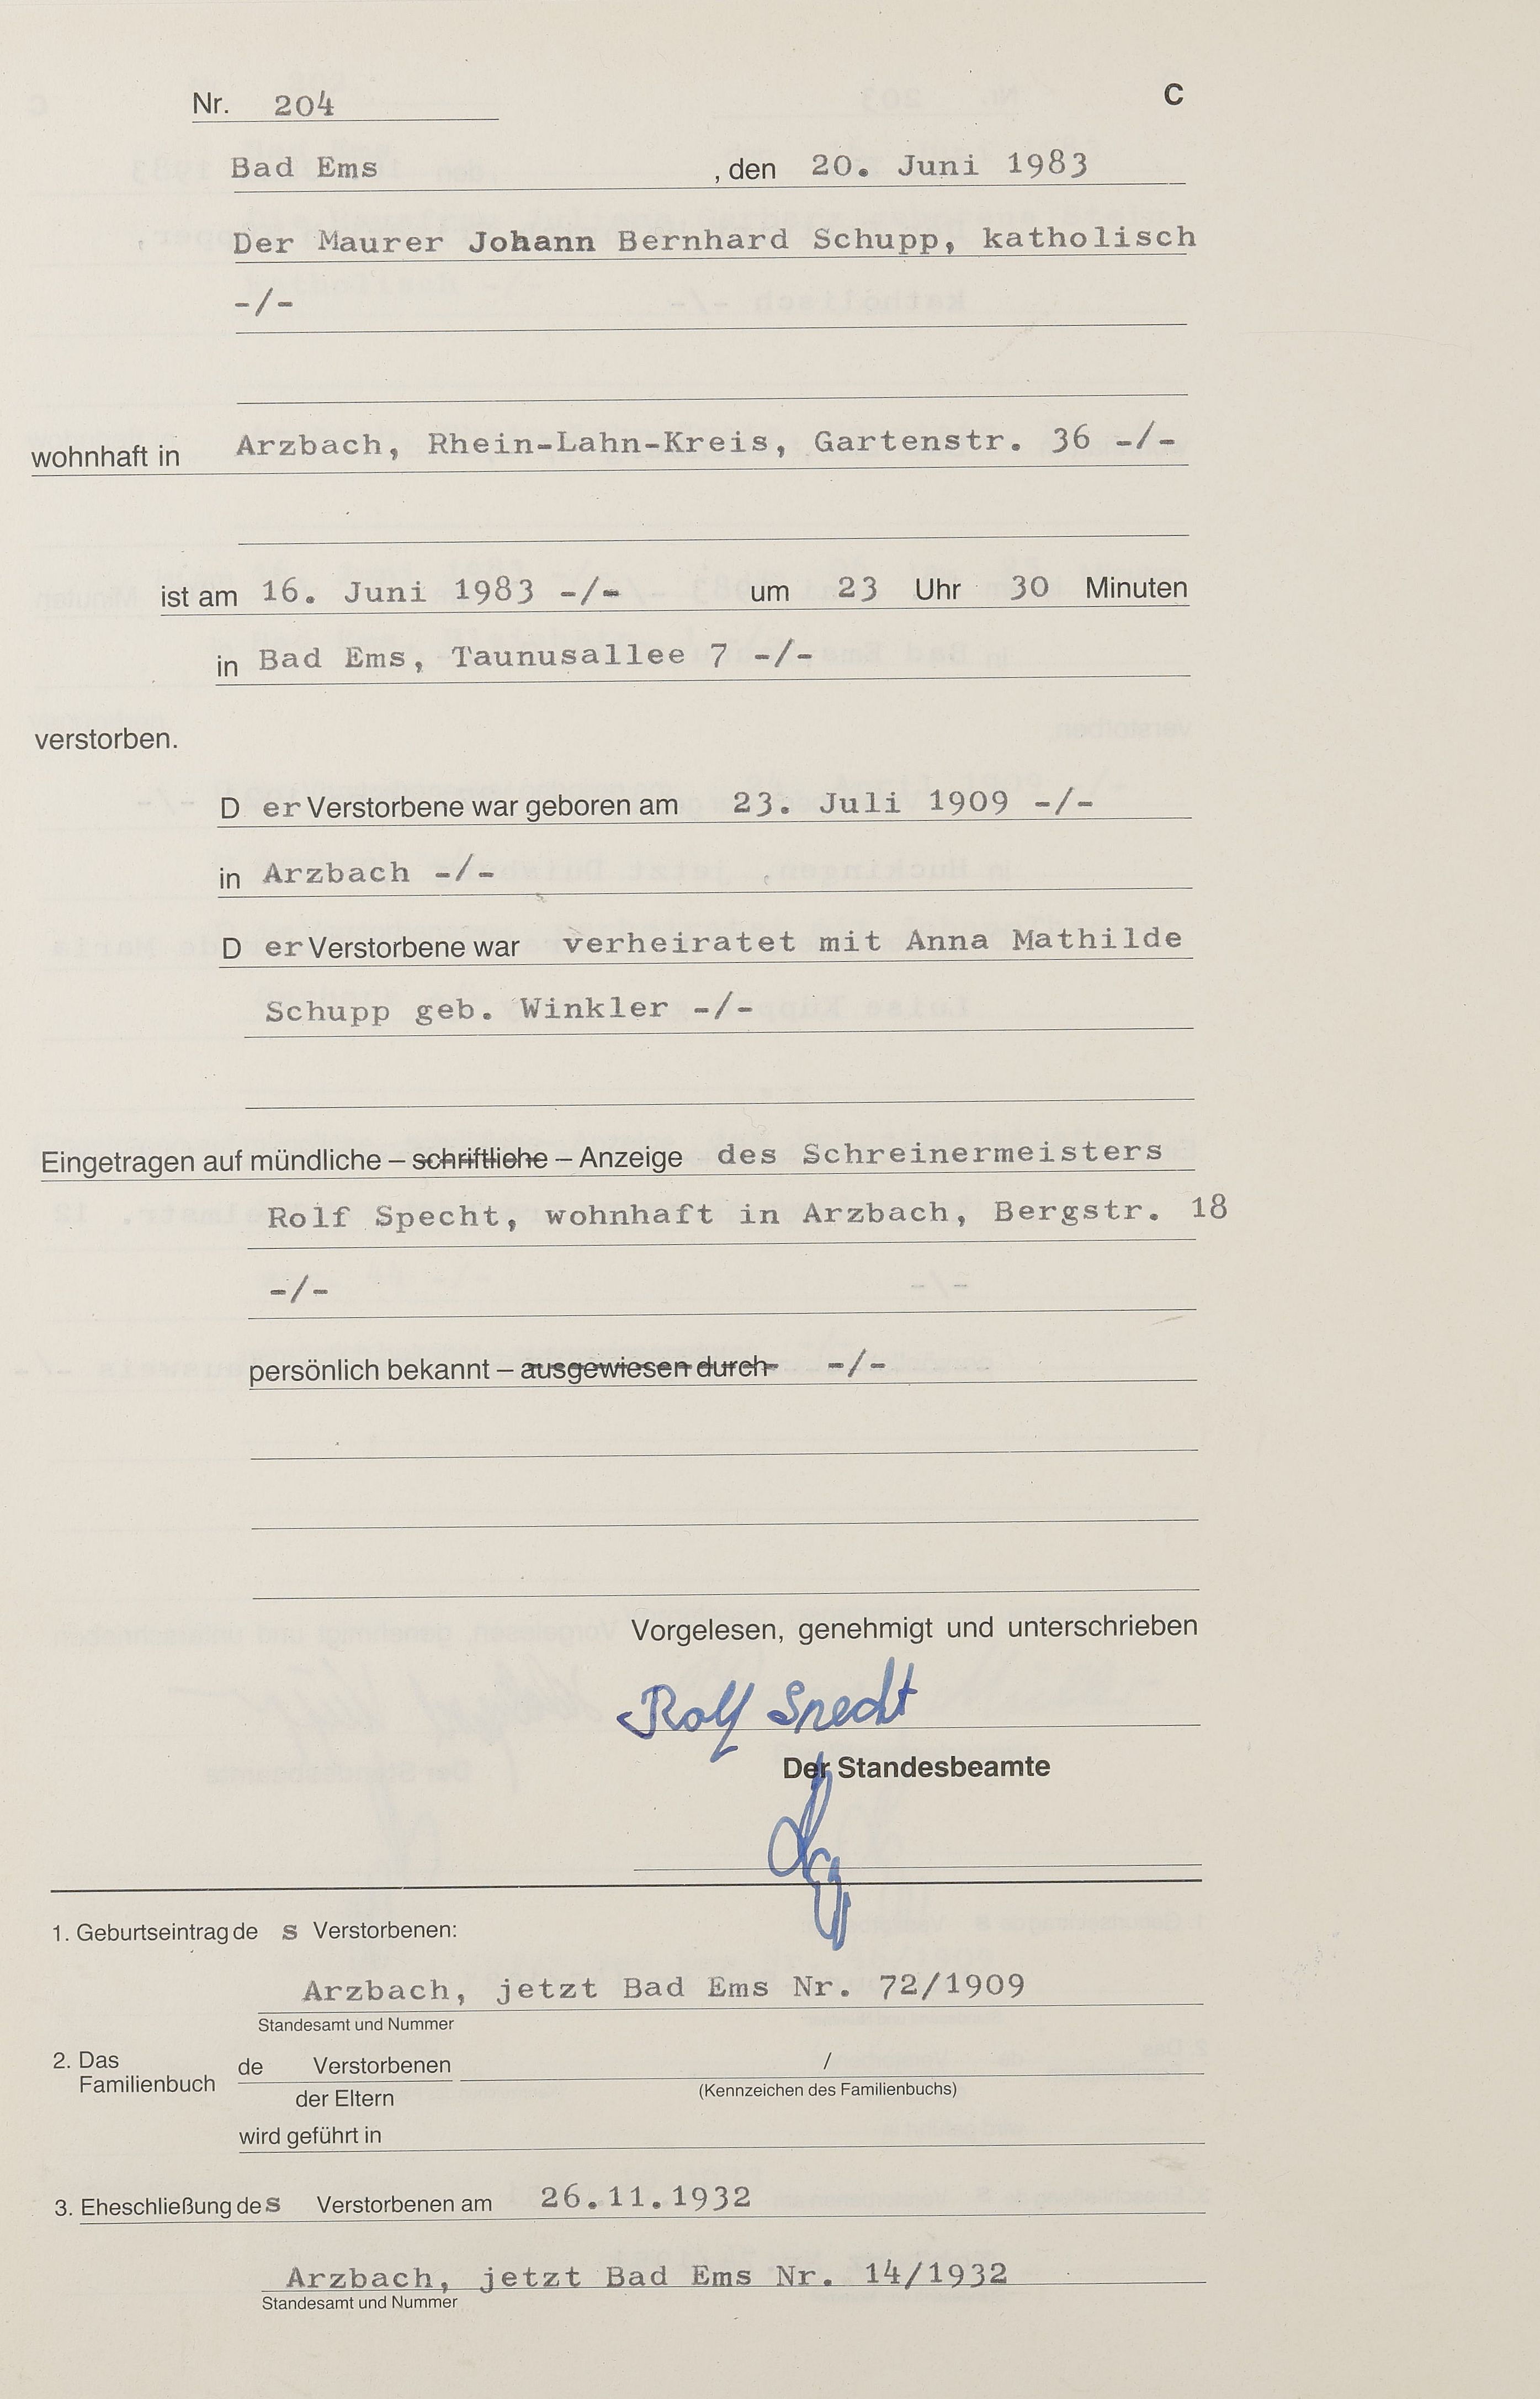 Nr. 204 C
Bad Ems , den 20. Juni 1983
Der Maurer Johann Bernhard Schupp, katholisch
-/-
wohnhaft in Arzbach, Rhein-Lahn-Kreis, Gartenstr. 36 -/-
ist am 16. Juni 1983 -/- um 23 Uhr 30 Minuten
in Bad Ems, Taunusallee 7 -/-
verstorben.
D er Verstorbene war geboren am 23. Juli 1909 -/-
in Arzbach -/-
D er Verstorbene war verheiratet mit Anna Mathilde
Schupp geb. Winkler -/-
Eingetragen auf mündliche – schriftliche – Anzeige des Schreinermeisters
Rolf Specht, wohnhaft in Arzbach, Bergstr. 18
-/-
persönlich bekannt – ausgewiesen durch- -/-
Vorgelesen, genehmigt und unterschrieben
Rolf Specht
Der Standesbeamte
1. Geburtseintrag de s Verstorbenen:
Arzbach, jetzt Bad Ems Nr. 72/1909
Standesamt und Nummer
2. Das Familienbuch de Verstorbenen /
der Eltern (Kennzeichen des Familienbuchs)
wird geführt in
3. Eheschließung des Verstorbenen am 26.11.1932
Arzbach, jetzt Bad Ems Nr. 14/1932
Standesamt und Nummer